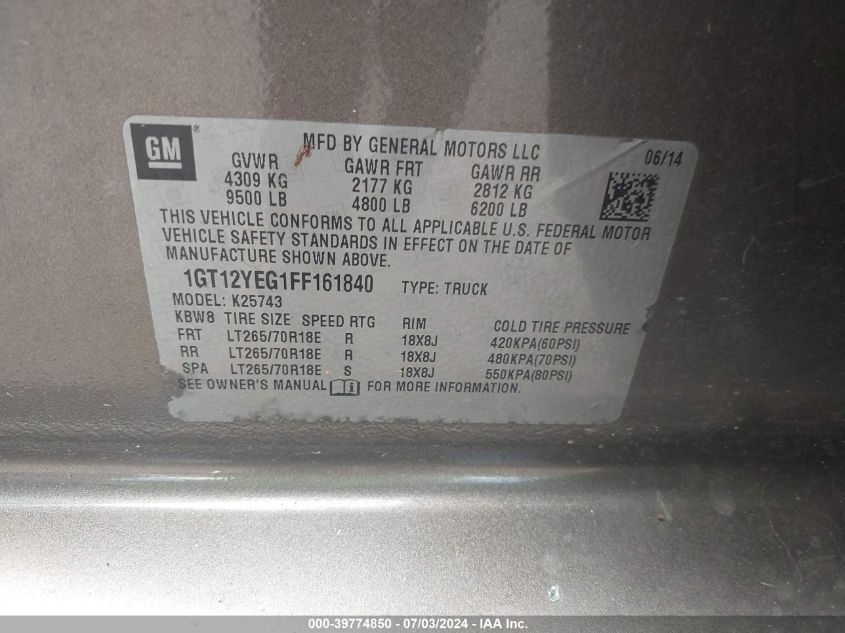 GM ®
MFD BY GENERAL MOTORS LLC 06/14
GVWR GAWR FRT GAWR RR
4309 KG 2177 KG 2812 KG
9500 LB 4800 LB 6200 LB
THIS VEHICLE CONFORMS TO ALL APPLICABLE U.S. FEDERAL MOTOR
VEHICLE SAFETY STANDARDS IN EFFECT ON THE DATE OF
MANUFACTURE SHOWN ABOVE.
1GT12YEG1FF161840 TYPE: TRUCK
MODEL: K25743
KBW8 TIRE SIZE SPEED RTG RIM COLD TIRE PRESSURE
FRT LT265/70R18E R 18X8J 420KPA(60PSI)
RR LT265/70R18E R 18X8J 480KPA(70PSI)
SPA LT265/70R18E S 18X8J 550KPA(80PSI)
SEE OWNER'S MANUAL FOR MORE INFORMATION.
000-39774850 - 07/03/2024 - IAA Inc.